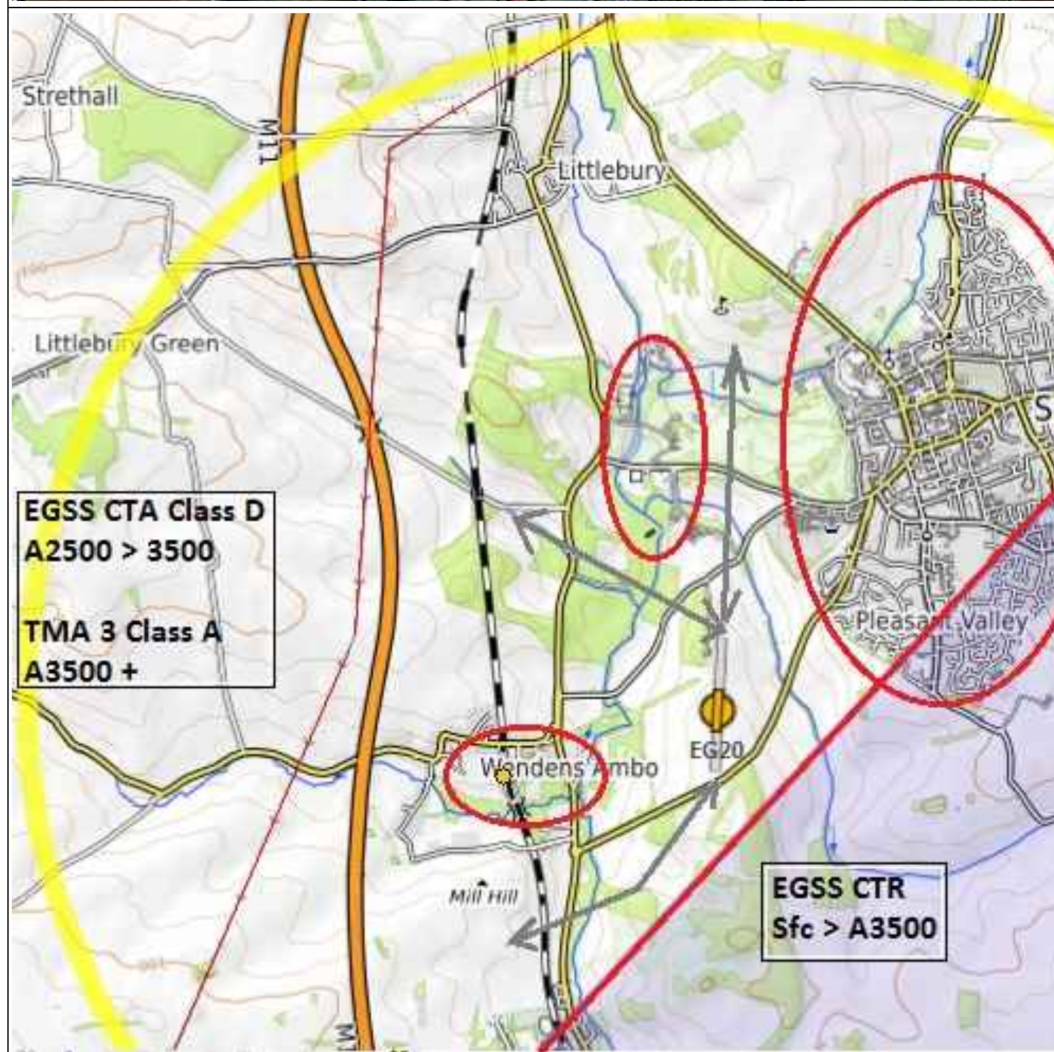 Strethall
M11
Littlebury
Littlebury Green
S
EGSS CTA Class D
A2500 > 3500
TMA 3 Class A
A3500 +
Pleasant Valley
EG20
Wendens Ambo
Mill Hill
EGSS CTR
Sfc > A3500